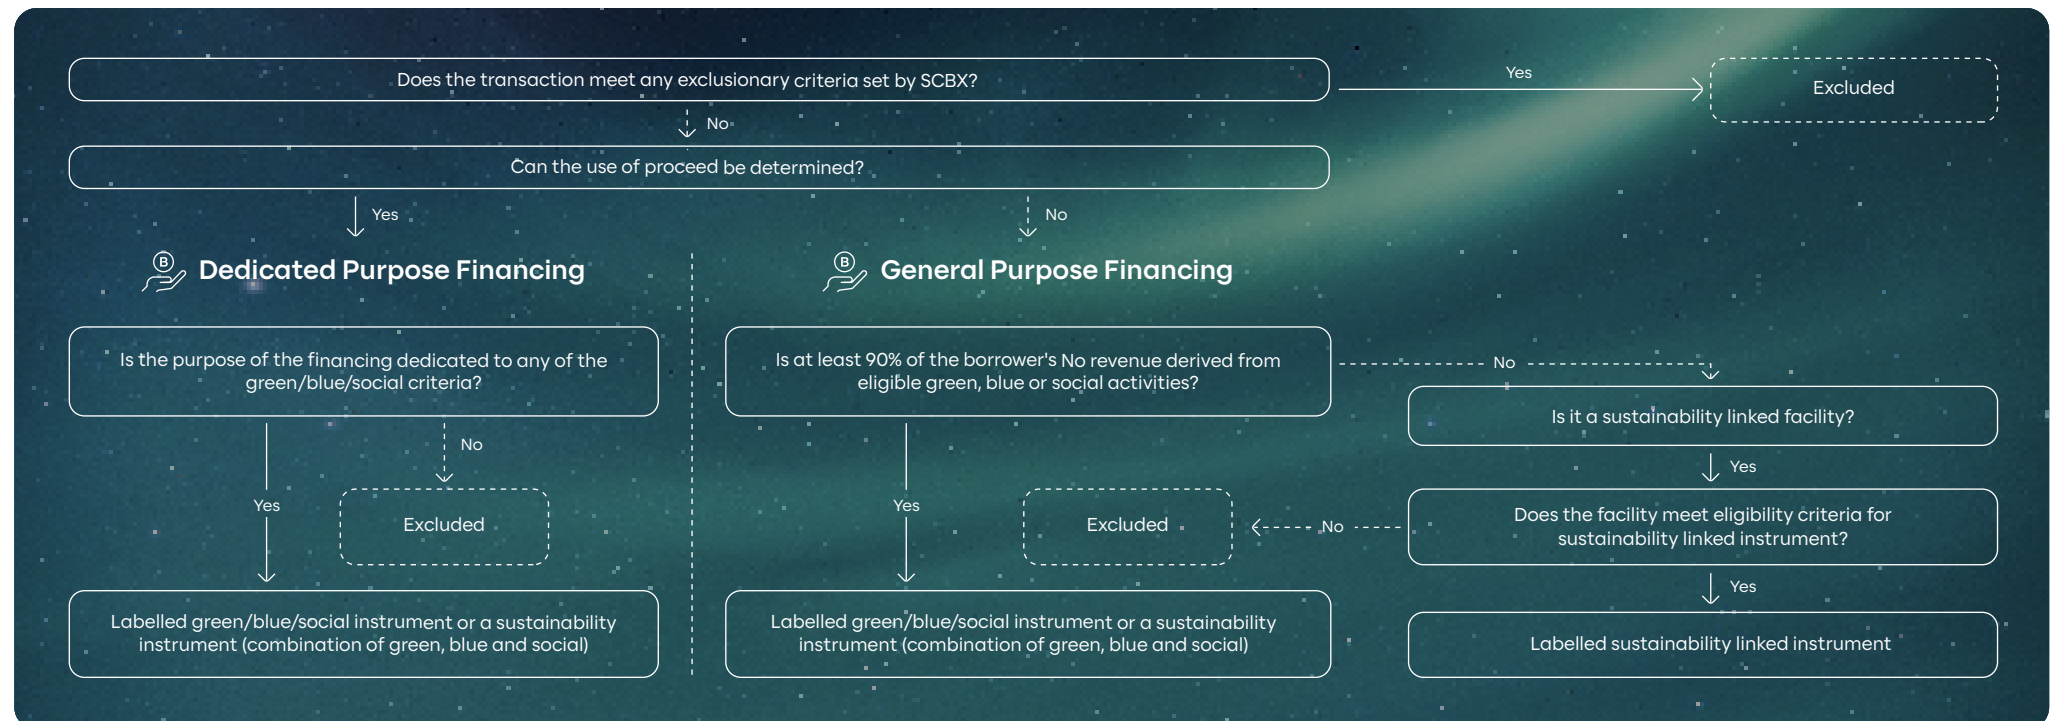 Does the transaction meet any exclusionary criteria set by SCBX?
Yes
Excluded
No
Can the use of proceed be determined?
Yes
No
B
Dedicated Purpose Financing
B
General Purpose Financing
Is the purpose of the financing dedicated to any of the
green/blue/social criteria?
Is at least 90% of the borrower's No revenue derived from
eligible green, blue or social activities?
No
Is it a sustainability linked facility?
No
Yes
Yes
Excluded
Yes
Excluded
No
Does the facility meet eligibility criteria for
sustainability linked instrument?
Yes
Labelled green/blue/social instrument or a sustainability
instrument (combination of green, blue and social)
Labelled green/blue/social instrument or a sustainability
instrument (combination of green, blue and social)
Labelled sustainability linked instrument